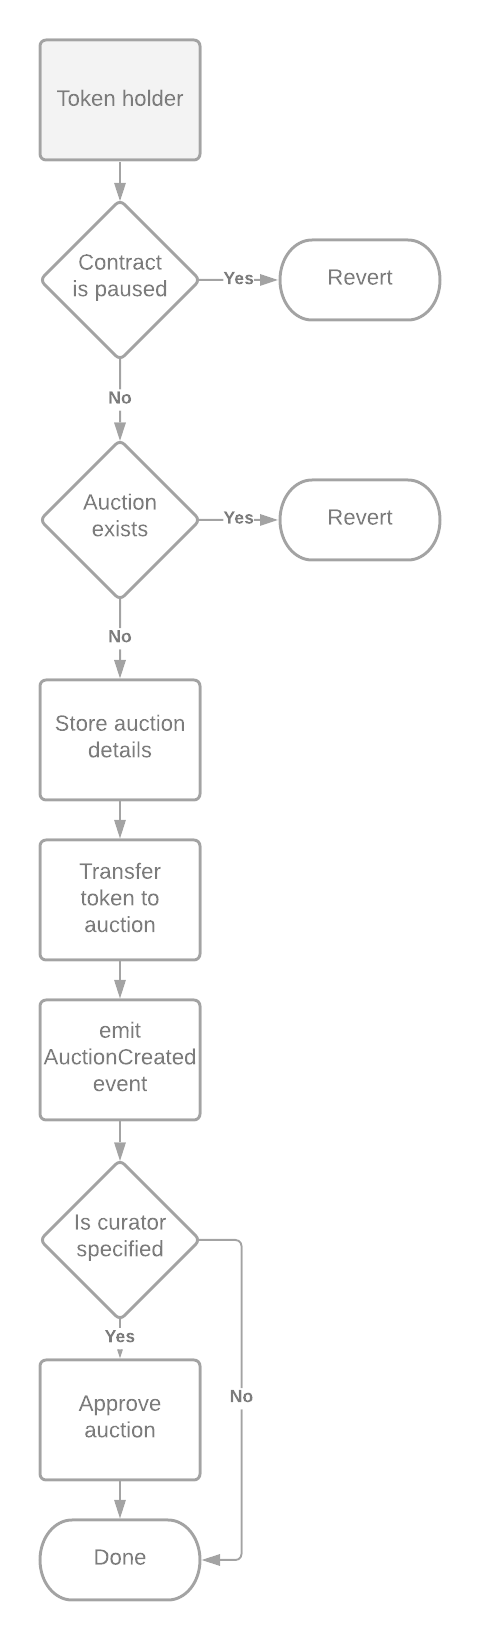 Token holder
Contract
is paused
Yes
Revert
No
Auction
exists
Yes
Revert
No
Store auction
details
Transfer
token to
auction
emit
AuctionCreated
event
Is curator
specified
Yes
No
Approve
auction
Done